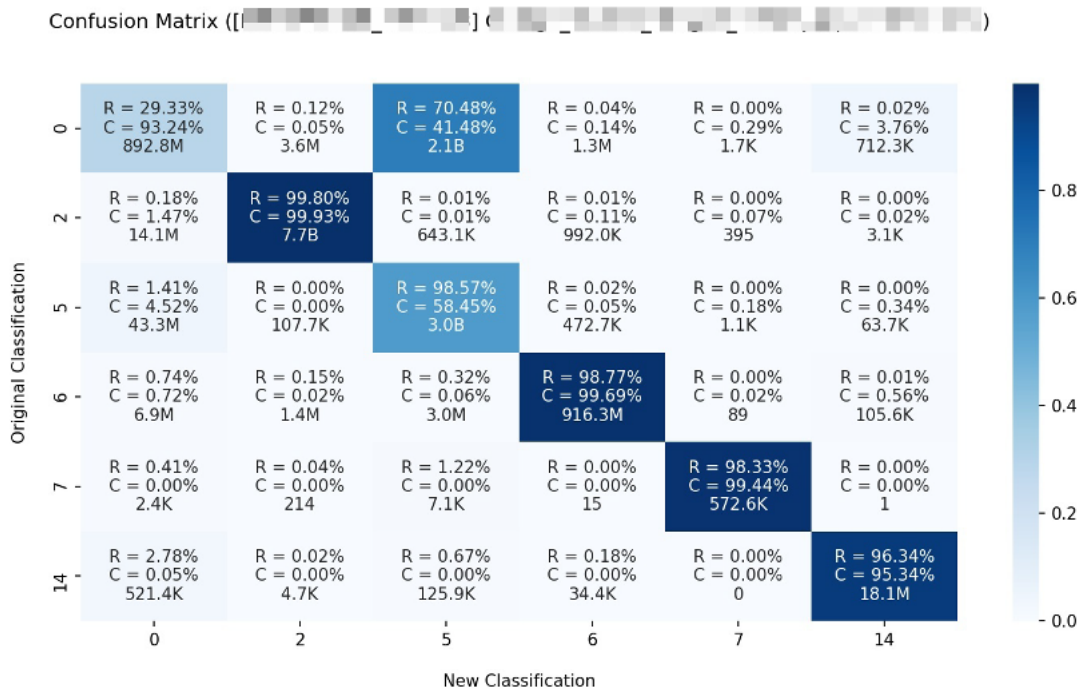 Confusion Matrix ([
R = 29.33% R = 0.12% R = 70.48% R = 0.04% R = 0.00% R = 0.02%
C = 93.24% C = 0.05% C = 41.48% C = 0.14% C = 0.29% C = 3.76%
0 892.8M 3.6M 2.1B 1.3M 1.7K 712.3K
R = 0.18% R = 99.80% R = 0.01% R = 0.01% R = 0.00% R = 0.00%
C = 1.47% C = 99.93% C = 0.01% C = 0.11% C = 0.07% C = 0.02%
2 14.1M 7.7B 643.1K 992.0K 395 3.1K
R = 1.41% R = 0.00% R = 98.57% R = 0.02% R = 0.00% R = 0.00%
C = 4.52% C = 0.00% C = 58.45% C = 0.05% C = 0.18% C = 0.34%
5 43.3M 107.7K 3.0B 472.7K 1.1K 63.7K
R = 0.74% R = 0.15% R = 0.32% R = 98.77% R = 0.00% R = 0.01%
C = 0.72% C = 0.02% C = 0.06% C = 99.69% C = 0.02% C = 0.56%
6 6.9M 1.4M 3.0M 916.3M 89 105.6K
R = 0.41% R = 0.04% R = 1.22% R = 0.00% R = 98.33% R = 0.00%
C = 0.00% C = 0.00% C = 0.00% C = 0.00% C = 99.44% C = 0.00%
7 2.4K 214 7.1K 15 572.6K 1
R = 2.78% R = 0.02% R = 0.67% R = 0.18% R = 0.00% R = 96.34%
C = 0.05% C = 0.00% C = 0.00% C = 0.00% C = 0.00% C = 95.34%
14 521.4K 4.7K 125.9K 34.4K 0 18.1M
0 2 5 6 7 14
New Classification
Original Classification
0.8
0.6
0.4
0.2
0.0